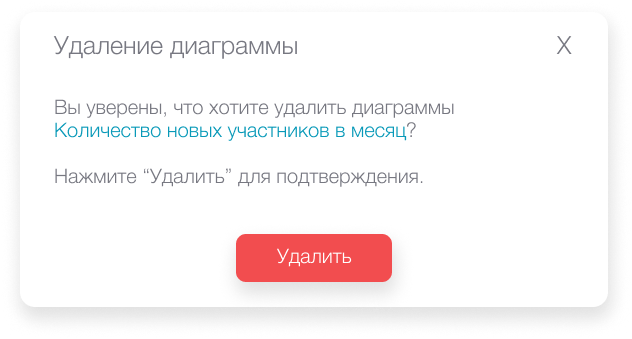 Удаление диаграммы X
Вы уверены, что хотите удалить диаграммы
Количество новых участников в месяц?
Нажмите “Удалить” для подтверждения.
Удалить